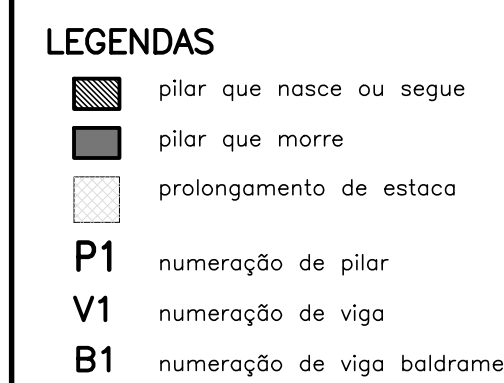 LEGENDAS
pilar que nasce ou segue
pilar que morre
prolongamento de estaca
P1 numeração de pilar
V1 numeração de viga
B1 numeração de viga baldrame